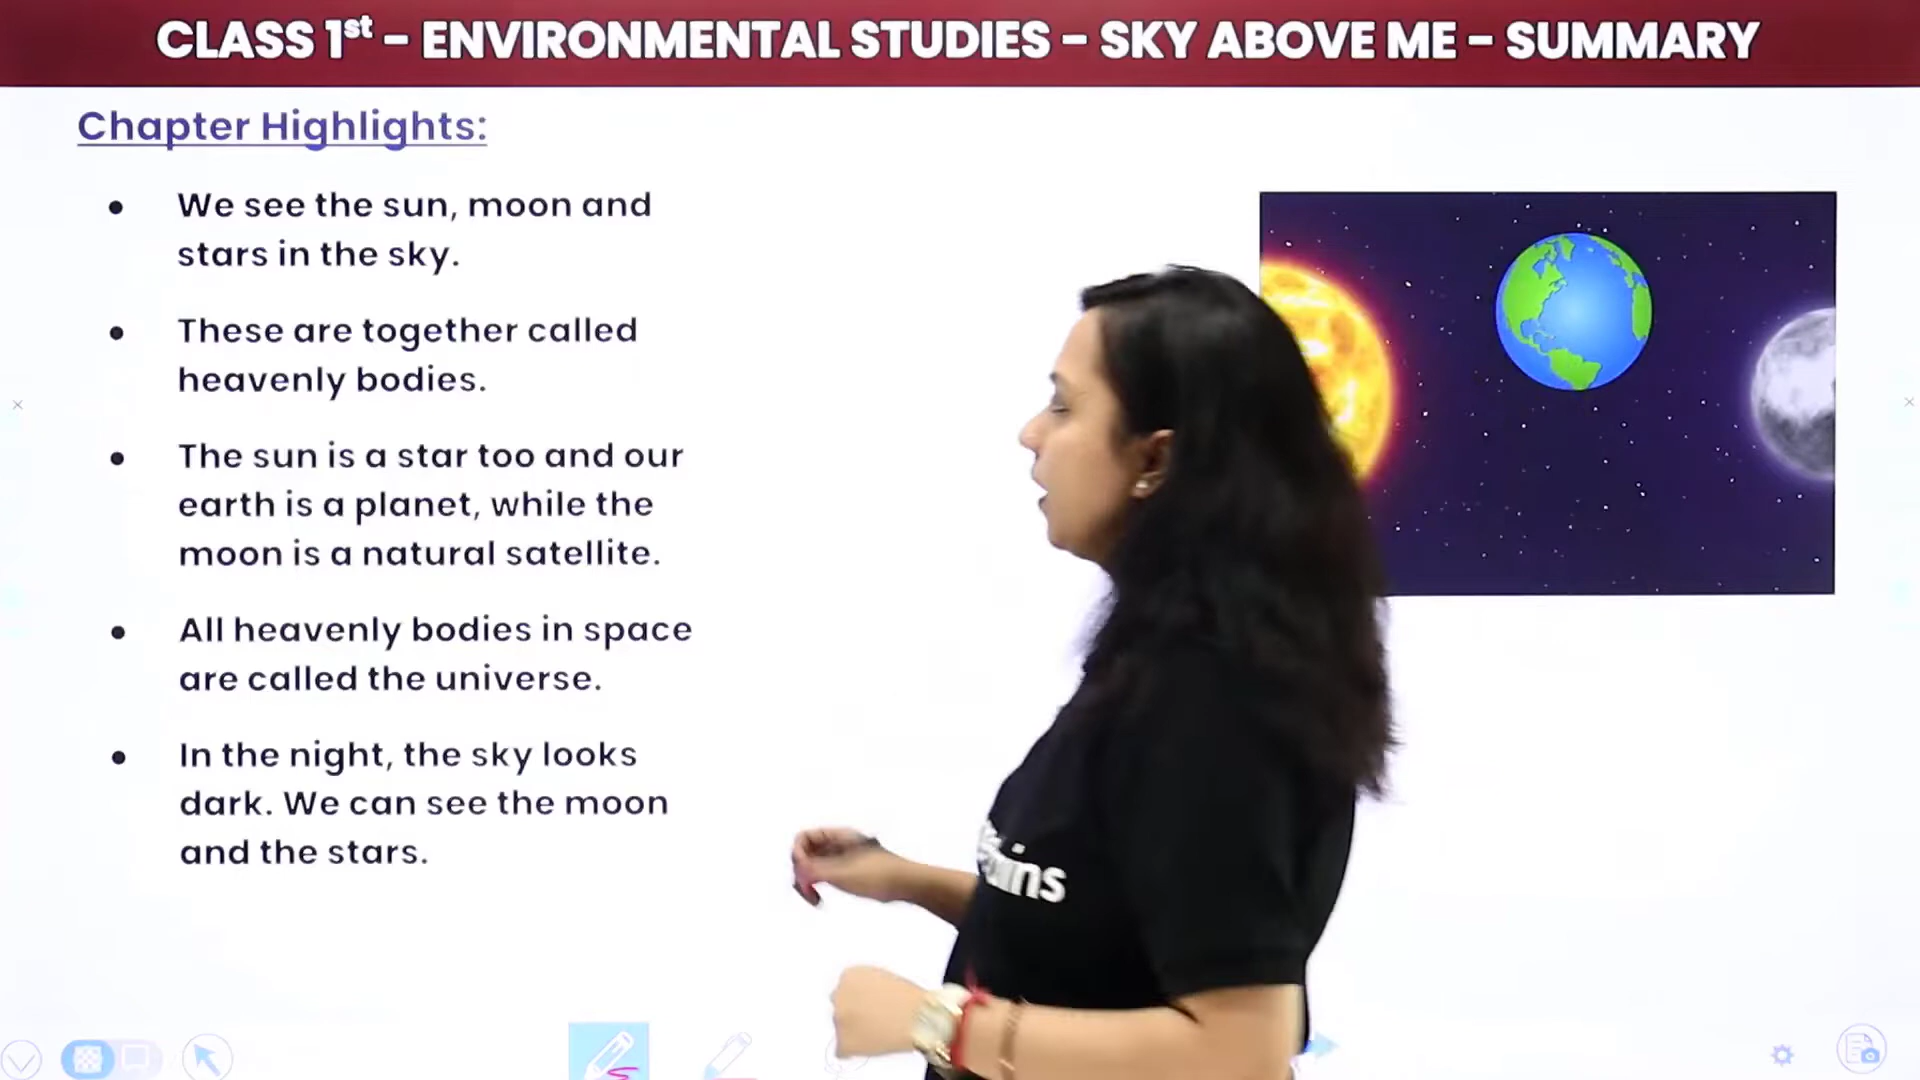 CLASS 1st - ENVIRONMENTAL STUDIES - SKY ABOVE ME - SUMMARY
Chapter Highlights:
• We see the sun, moon and
stars in the sky.
• These are together called
heavenly bodies.
• The sun is a star too and our
earth is a planet, while the
moon is a natural satellite.
• All heavenly bodies in space
are called the universe.
• In the night, the sky looks
dark. We can see the moon
and the stars.